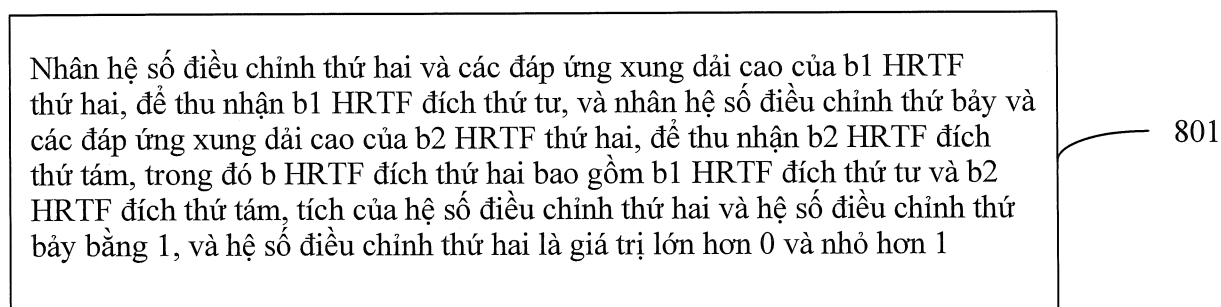 Nhân hệ số điều chỉnh thứ hai và các đáp ứng xung dải cao của b1 HRTF
thứ hai, để thu nhận b1 HRTF đích thứ tư, và nhân hệ số điều chỉnh thứ bảy và
các đáp ứng xung dải cao của b2 HRTF thứ hai, để thu nhận b2 HRTF đích
thứ tám, trong đó b HRTF đích thứ hai bao gồm b1 HRTF đích thứ tư và b2
HRTF đích thứ tám, tích của hệ số điều chỉnh thứ hai và hệ số điều chỉnh thứ
bảy bằng 1, và hệ số điều chỉnh thứ hai là giá trị lớn hơn 0 và nhỏ hơn 1
801